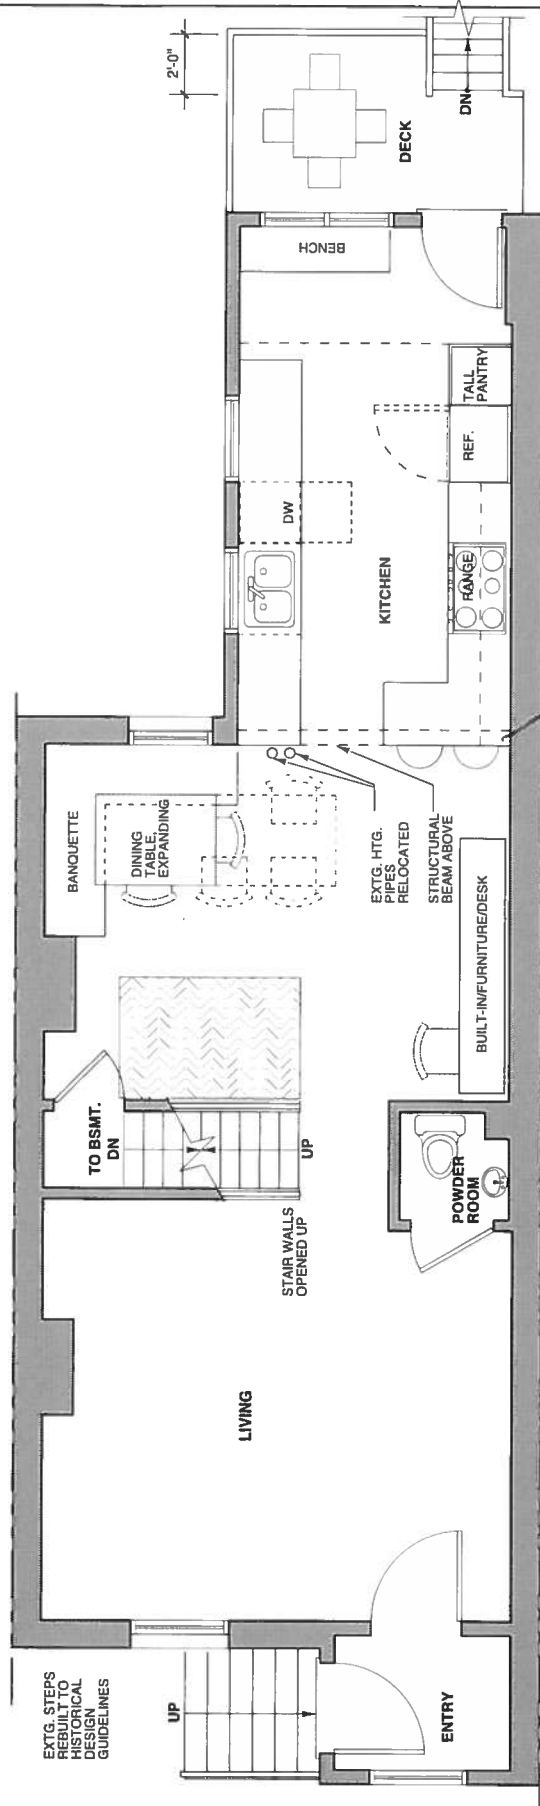 2'-0"
DN
DECK
BENCH
TALL
PANTRY
REF.
DW
KITCHEN
RANGE
BANQUETTE
DINING
TABLE,
EXPANDING
EXTG. HTG.
PIPES
RELOCATED
STRUCTURAL
BEAM ABOVE
BUILT-IN/FURNITURE/DESK
TO BSMT.
DN
UP
POWDER
ROOM
STAIR WALLS
OPENED UP
LIVING
EXTG. STEPS
REBUILT TO
HISTORICAL
DESIGN
GUIDELINES
UP
ENTRY